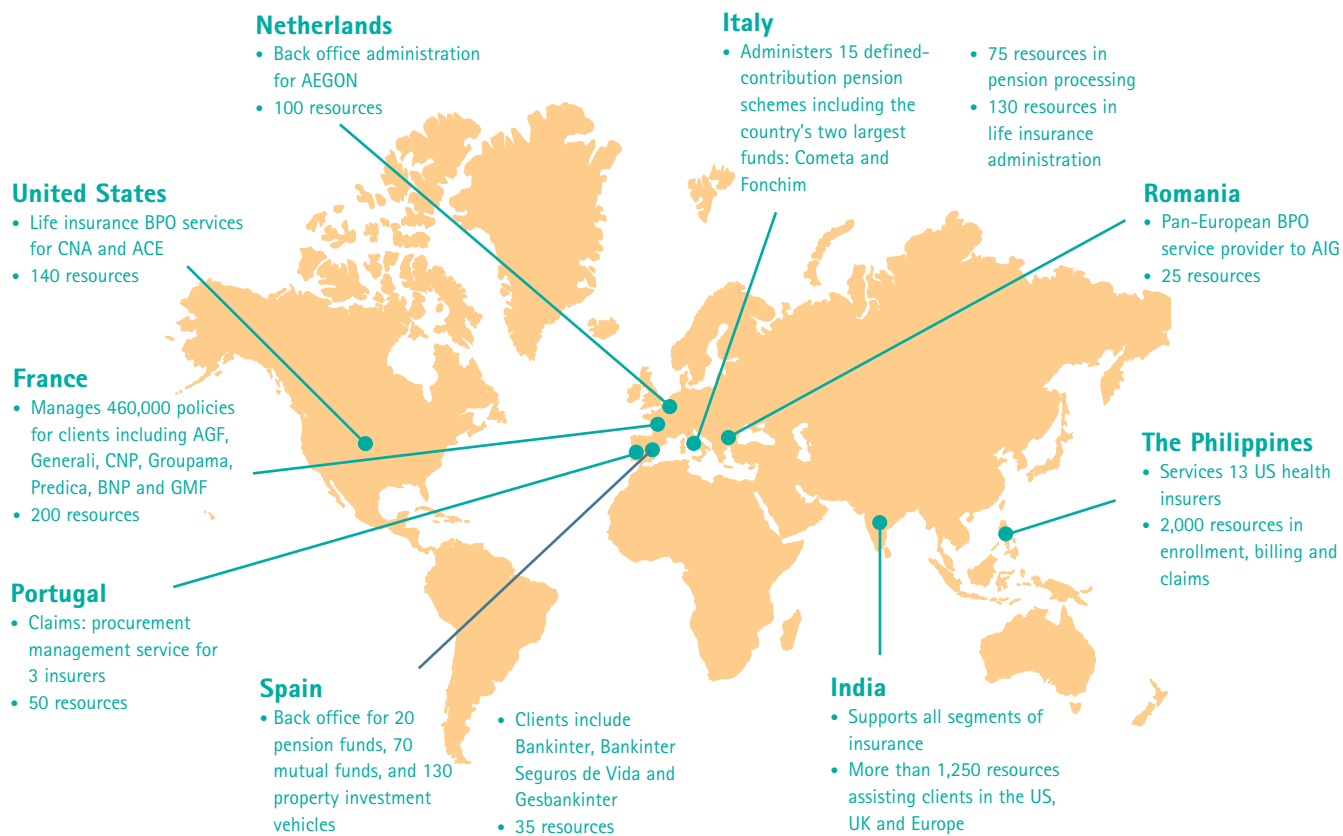 Netherlands
• Back office administration
for AEGON
• 100 resources
Italy
• Administers 15 defined-
contribution pension
schemes including the
country's two largest
funds: Cometa and
Fonchim
• 75 resources in
pension processing
• 130 resources in
life insurance
administration
United States
• Life insurance BPO services
for CNA and ACE
• 140 resources
Romania
• Pan-European BPO
service provider to AIG
• 25 resources
France
• Manages 460,000 policies
for clients including AGF,
Generali, CNP, Groupama,
Predica, BNP and GMF
• 200 resources
The Philippines
• Services 13 US health
insurers
• 2,000 resources in
enrollment, billing and
claims
Portugal
• Claims: procurement
management service for
3 insurers
• 50 resources
Spain
• Back office for 20
pension funds, 70
mutual funds, and 130
property investment
vehicles
• Clients include
Bankinter, Bankinter
Seguros de Vida and
Gesbankinter
• 35 resources
India
• Supports all segments of
insurance
• More than 1,250 resources
assisting clients in the US,
UK and Europe